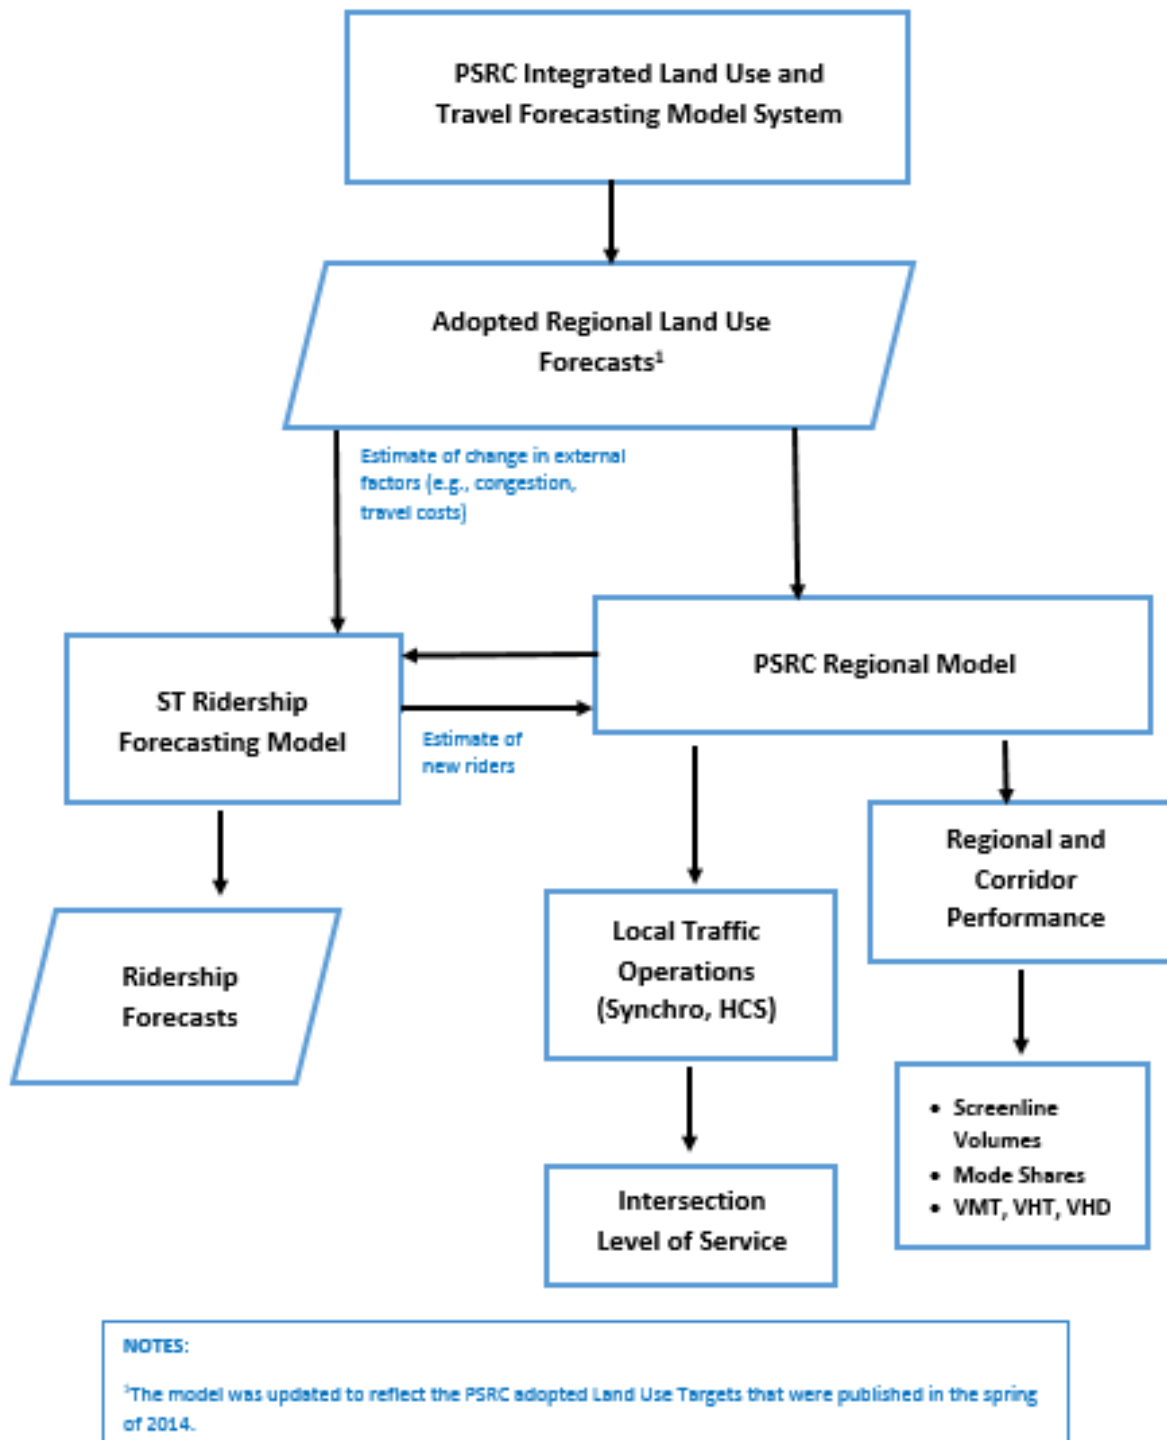 PSRC Integrated Land Use and
Travel Forecasting Model System
Adopted Regional Land Use
Forecasts¹
Estimate of change in external
factors (e.g., congestion,
travel costs)
PSRC Regional Model
ST Ridership
Forecasting Model
Estimate of
new riders
Regional and
Corridor
Performance
Local Traffic
Operations
(Synchro, HCS)
Ridership
Forecasts
• Screenline
Volumes
• Mode Shares
• VMT, VHT, VHD
Intersection
Level of Service
NOTES:
¹The model was updated to reflect the PSRC adopted Land Use Targets that were published in the spring
of 2014.